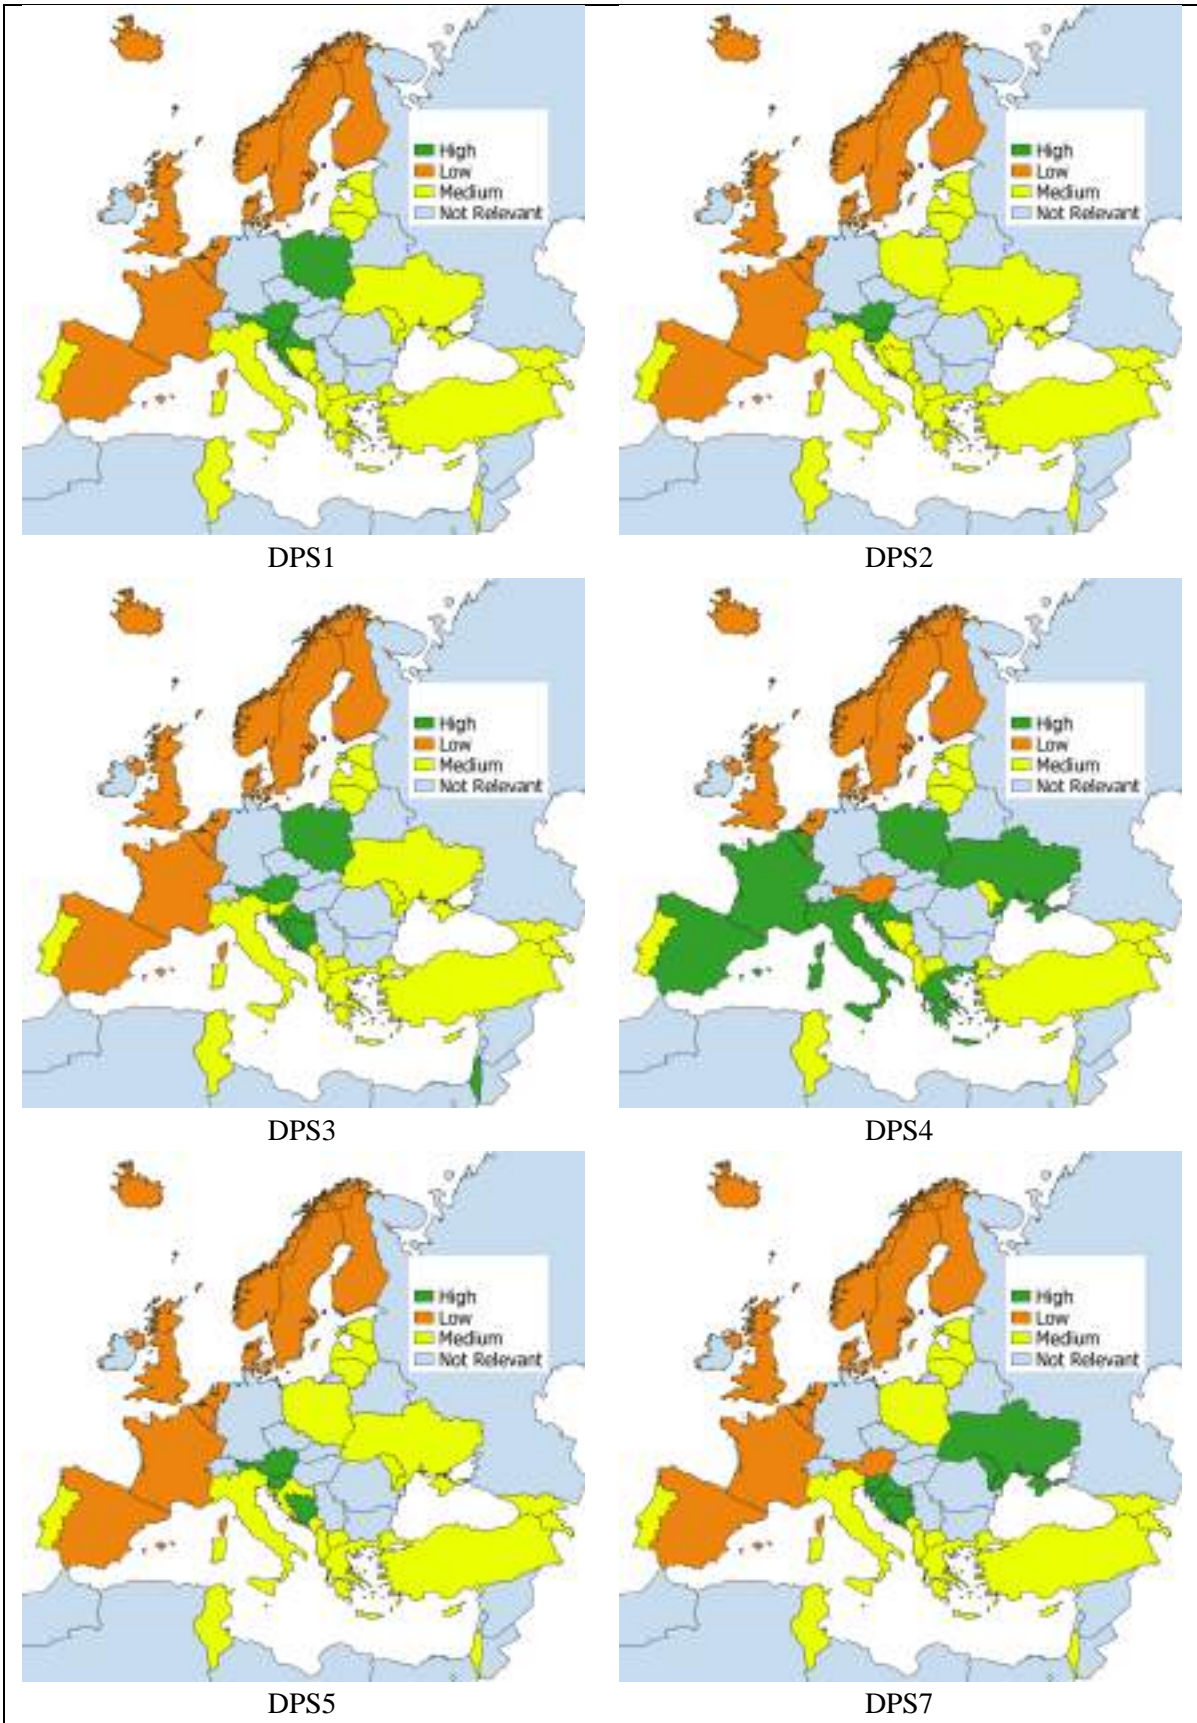 High
Low
Medium
Not Relevant
High
Low
Medium
Not Relevant
DPS1
DPS2
High
Low
Medium
Not Relevant
High
Low
Medium
Not Relevant
DPS3
DPS4
High
Low
Medium
Not Relevant
High
Low
Medium
Not Relevant
DPS5
DPS7